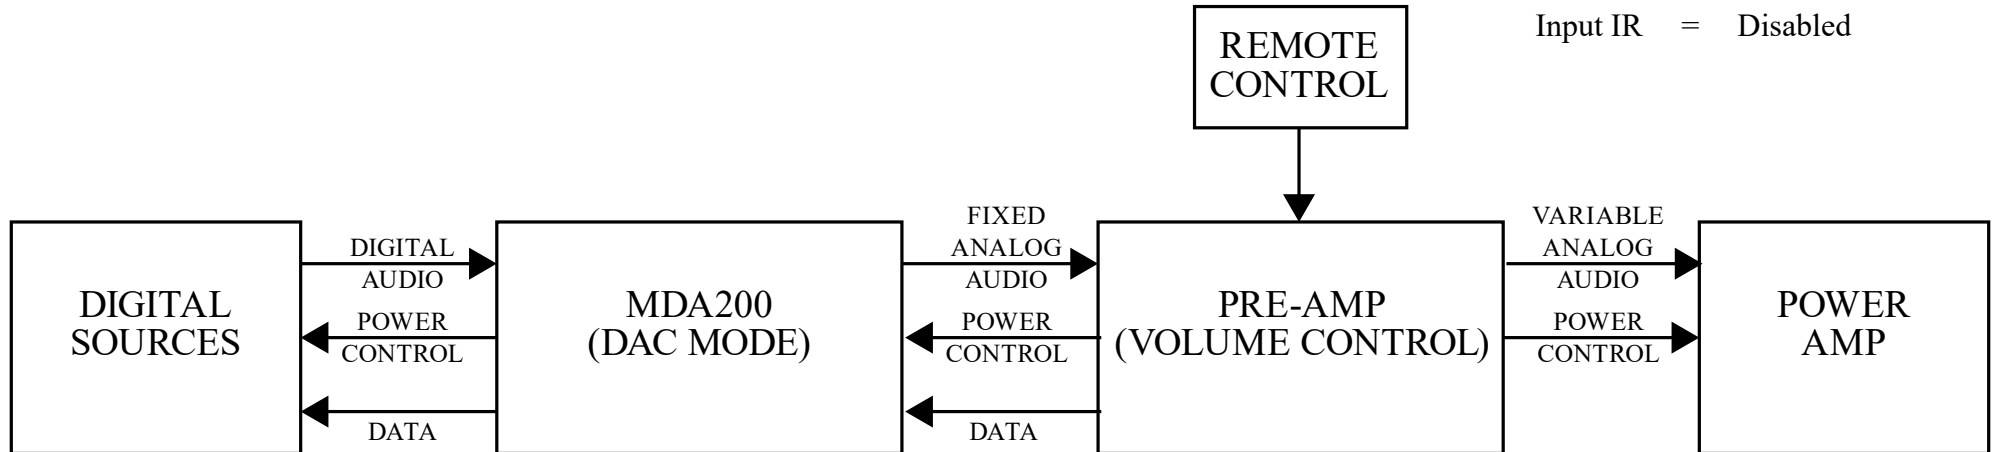 REMOTE
CONTROL
Input IR = Disabled
DIGITAL
SOURCES
DIGITAL
AUDIO
POWER
CONTROL
DATA
MDA200
(DAC MODE)
FIXED
ANALOG
AUDIO
POWER
CONTROL
DATA
PRE-AMP
(VOLUME CONTROL)
VARIABLE
ANALOG
AUDIO
POWER
CONTROL
POWER
AMP